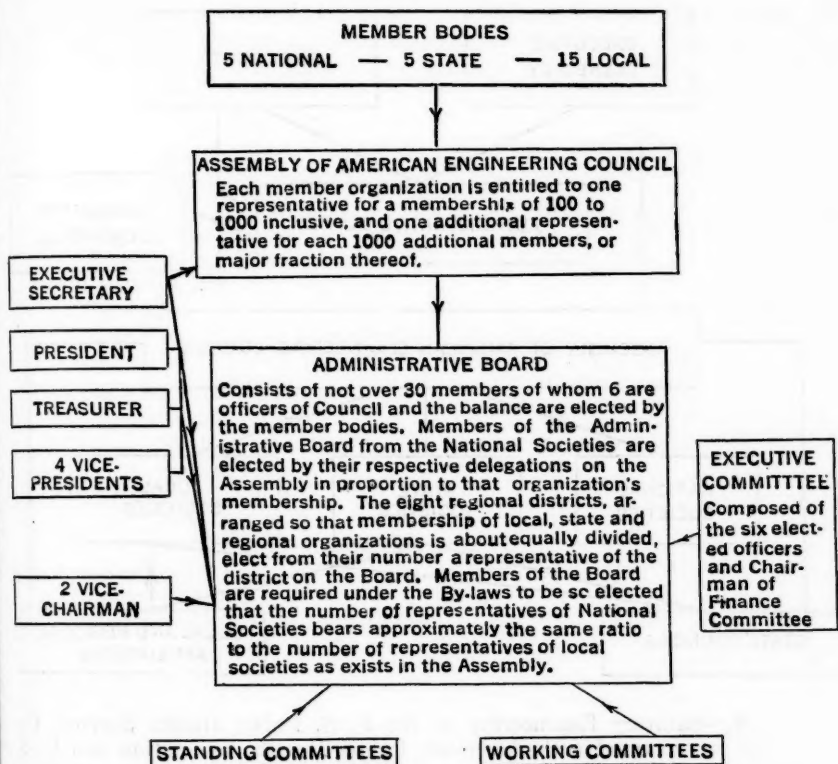 MEMBER BODIES
5 NATIONAL — 5 STATE — 15 LOCAL
ASSEMBLY OF AMERICAN ENGINEERING COUNCIL
Each member organization is entitled to one
representative for a membership of 100 to
1000 inclusive, and one additional represen-
tative for each 1000 additional members, or
major fraction thereof.
EXECUTIVE
SECRETARY
PRESIDENT
TREASURER
4 VICE-
PRESIDENTS
2 VICE-
CHAIRMAN
ADMINISTRATIVE BOARD
Consists of not over 30 members of whom 6 are
officers of Council and the balance are elected by
the member bodies. Members of the Admin-
istrative Board from the National Societies are
elected by their respective delegations on the
Assembly in proportion to that organization's
membership. The eight regional districts, ar-
ranged so that membership of local, state and
regional organizations is about equally divided,
elect from their number a representative of the
district on the Board. Members of the Board
are required under the By-laws to be so elected
that the number of representatives of National
Societies bears approximately the same ratio
to the number of representatives of local
societies as exists in the Assembly.
EXECUTIVE
COMMITTTEE
Composed of
the six elect-
ed officers
and Chair-
man of
Finance
Committee
STANDING COMMITTEES
WORKING COMMITTEES